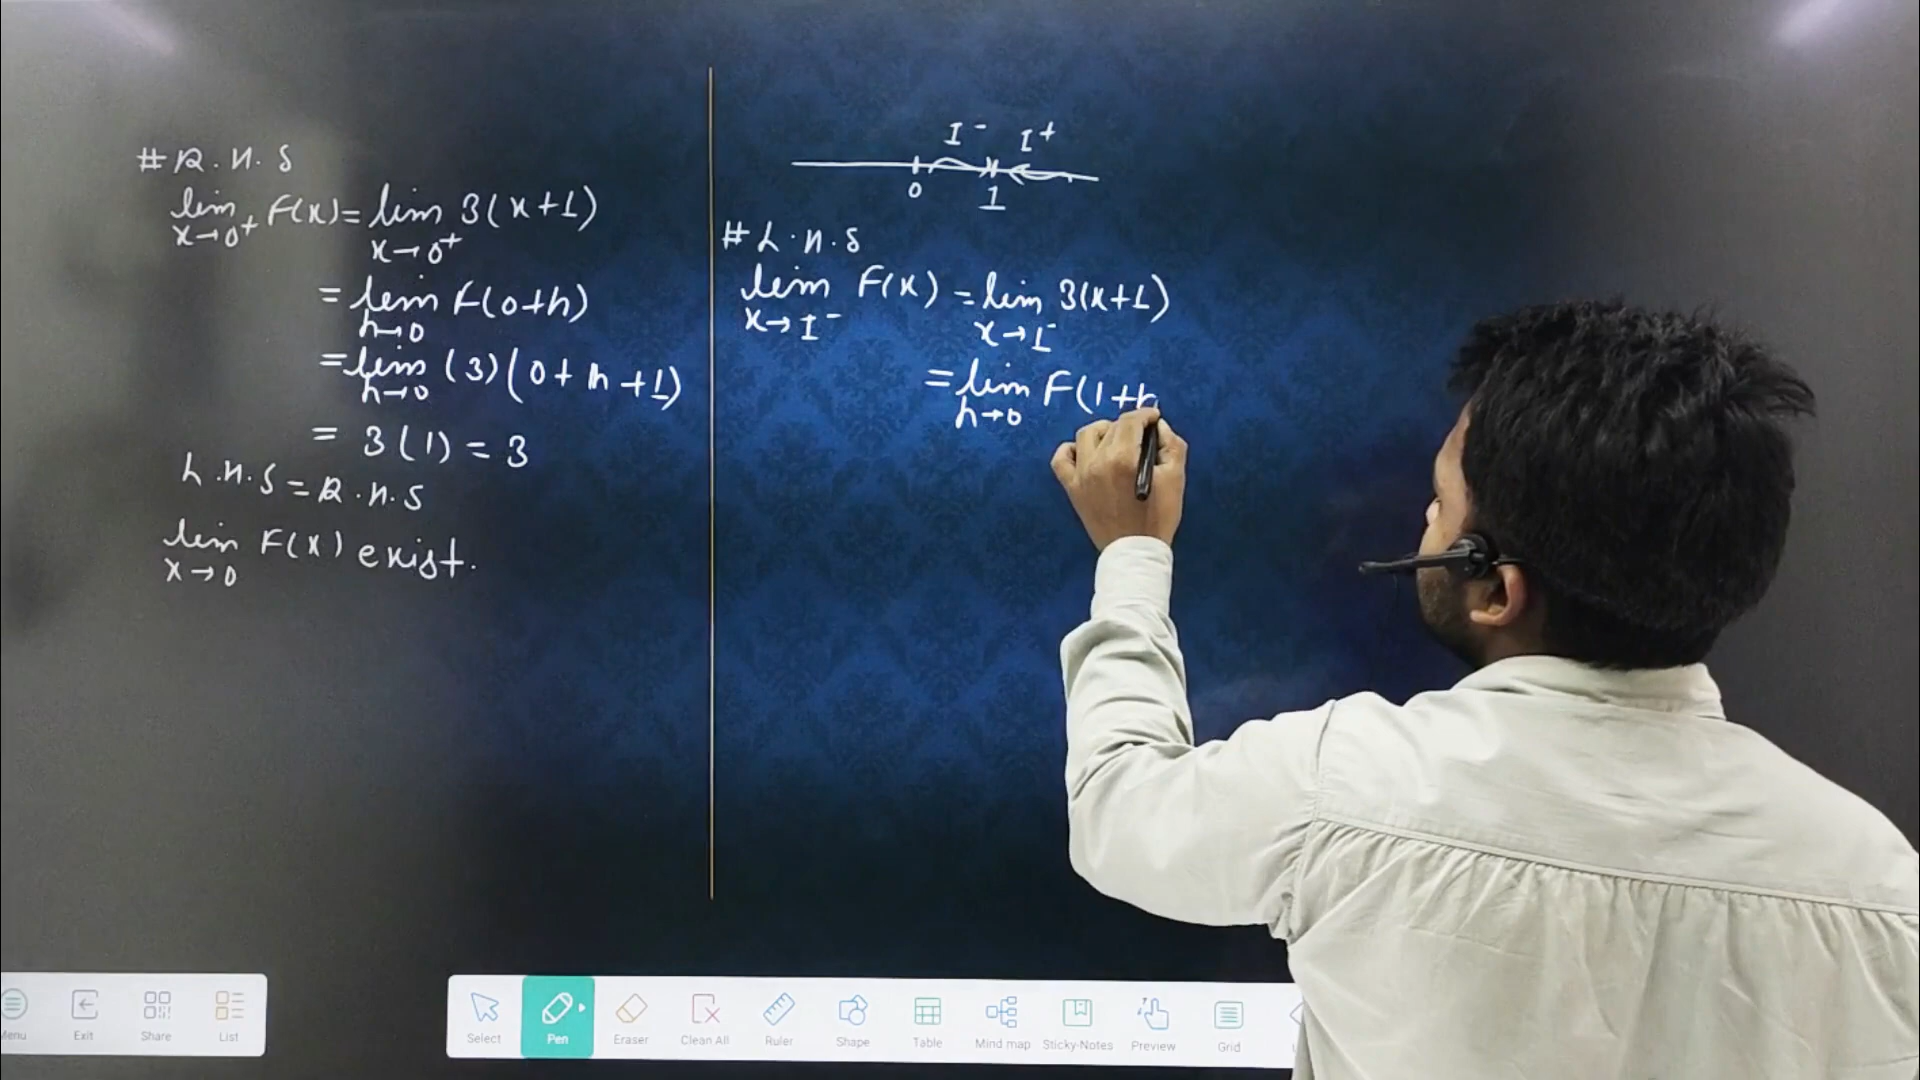 # R.H.S
lim x→0⁺ F(x) = lim x→0⁺ 3(x+1)
= lim h→0 F(0+h)
= lim h→0 (3)(0+h+1)
= 3(1) = 3
L.H.S = R.H.S
lim x→0 F(x) exist.
1⁻ 1⁺
0 1
# L.H.S
lim x→1⁻ F(x) = lim x→1⁻ 3(x+1)
= lim h→0 F(1+h
Menu Exit Share List Select Pen Eraser Clean All Ruler Shape Table Mind map Sticky-Notes Preview Grid